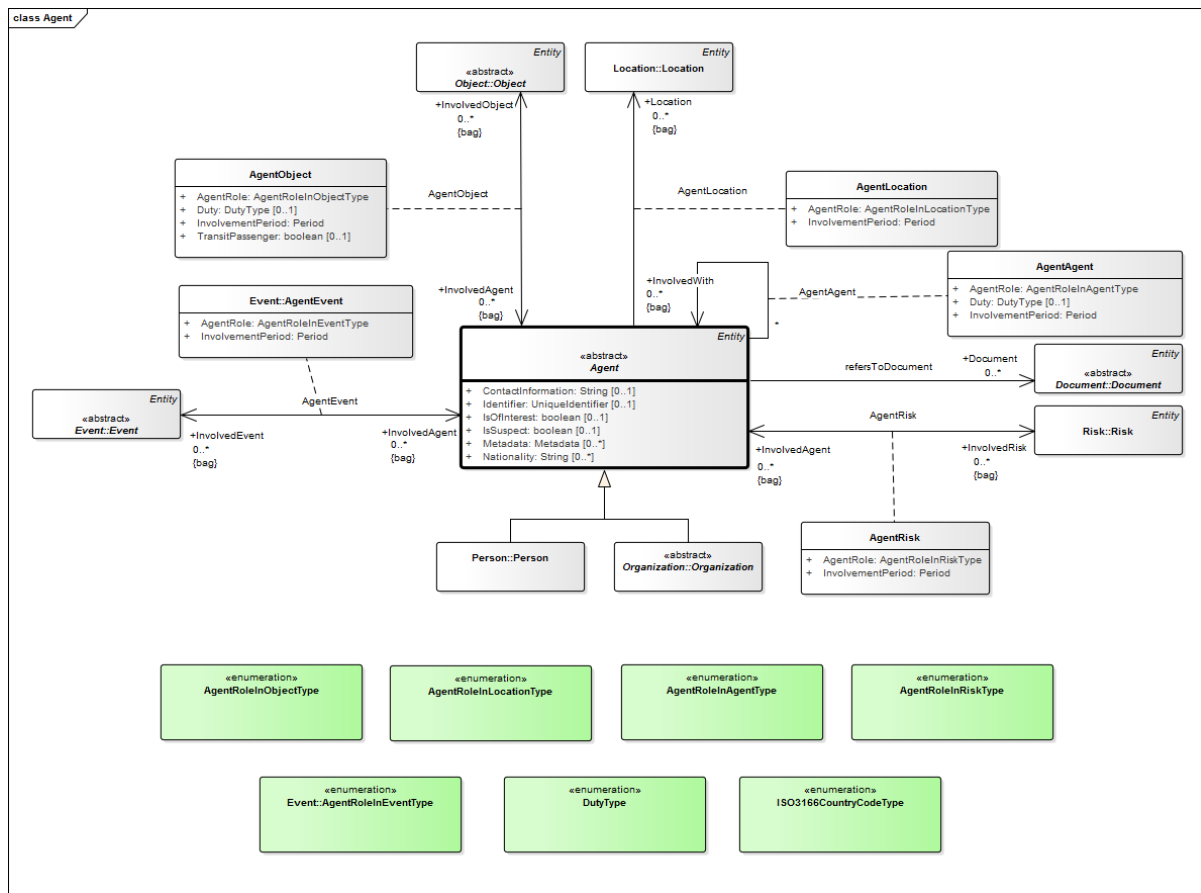 class Agent
Entity
«abstract»
Object::Object
Entity
Location::Location
+InvolvedObject
0..*
{bag}
+Location
0..*
{bag}
AgentObject
+ AgentRole: AgentRoleInObjectType
+ Duty: DutyType [0..1]
+ InvolvementPeriod: Period
+ TransitPassenger: boolean [0..1]
AgentObject
AgentLocation
AgentLocation
+ AgentRole: AgentRoleInLocationType
+ InvolvementPeriod: Period
+InvolvedAgent
0..*
{bag}
+InvolvedWith
0..*
{bag}
AgentAgent
*
AgentAgent
+ AgentRole: AgentRoleInAgentType
+ Duty: DutyType [0..1]
+ InvolvementPeriod: Period
Event::AgentEvent
+ AgentRole: AgentRoleInEventType
+ InvolvementPeriod: Period
Entity
«abstract»
Agent
+ ContactInformation: String [0..1]
+ Identifier: UniqueIdentifier [0..1]
+ IsOfInterest: boolean [0..1]
+ IsSuspect: boolean [0..1]
+ Metadata: Metadata [0..*]
+ Nationality: String [0..*]
refersToDocument
+Document
0..*
Entity
«abstract»
Document::Document
Entity
«abstract»
Event::Event
AgentEvent
+InvolvedEvent
0..*
{bag}
+InvolvedAgent
0..*
{bag}
AgentRisk
+InvolvedAgent
0..*
{bag}
+InvolvedRisk
0..*
{bag}
Entity
Risk::Risk
AgentRisk
+ AgentRole: AgentRoleInRiskType
+ InvolvementPeriod: Period
Person::Person
«abstract»
Organization::Organization
«enumeration»
AgentRoleInObjectType
«enumeration»
AgentRoleInLocationType
«enumeration»
AgentRoleInAgentType
«enumeration»
AgentRoleInRiskType
«enumeration»
Event::AgentRoleInEventType
«enumeration»
DutyType
«enumeration»
ISO3166CountryCodeType